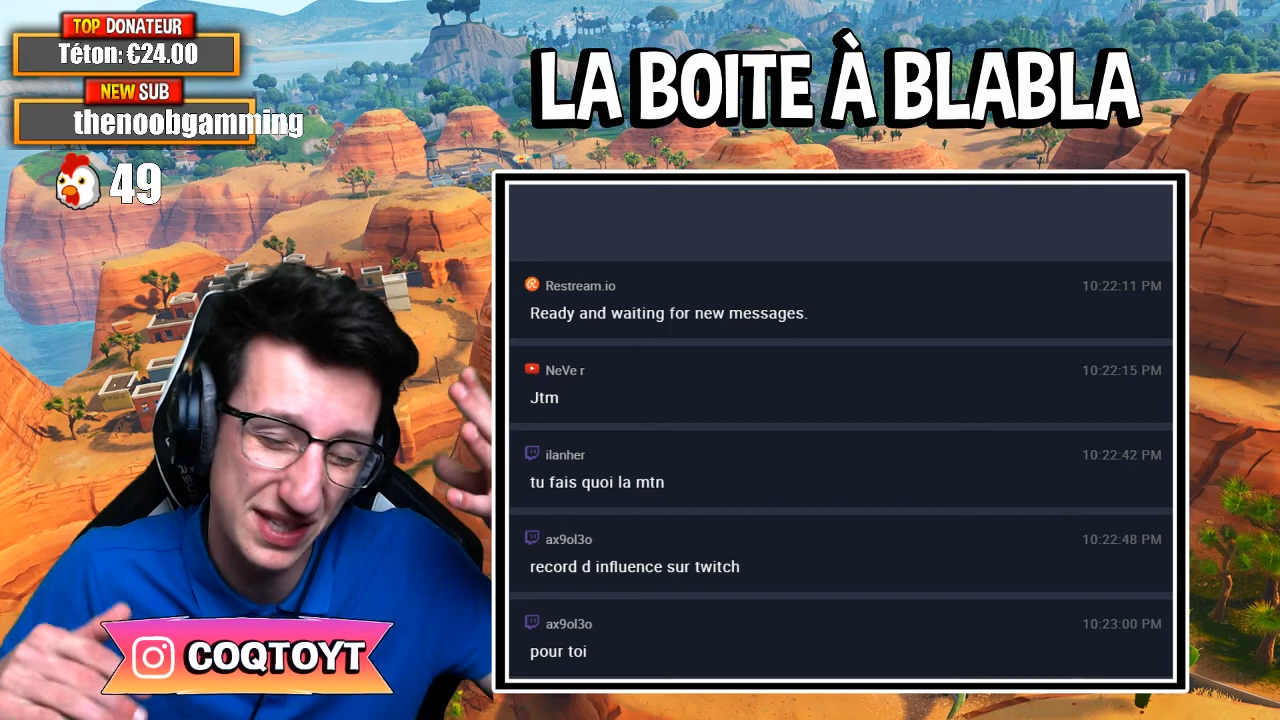 TOP DONATEUR
Téton: €24.00
NEW SUB
thenoobgamming
49
LA BOITE À BLABLA
Restream.io 10:22:11 PM
Ready and waiting for new messages.
NeVe r 10:22:15 PM
Jtm
ilanher 10:22:42 PM
tu fais quoi la mtn
ax9ol3o 10:22:48 PM
record d influence sur twitch
ax9ol3o 10:23:00 PM
pour toi
COQTOYT